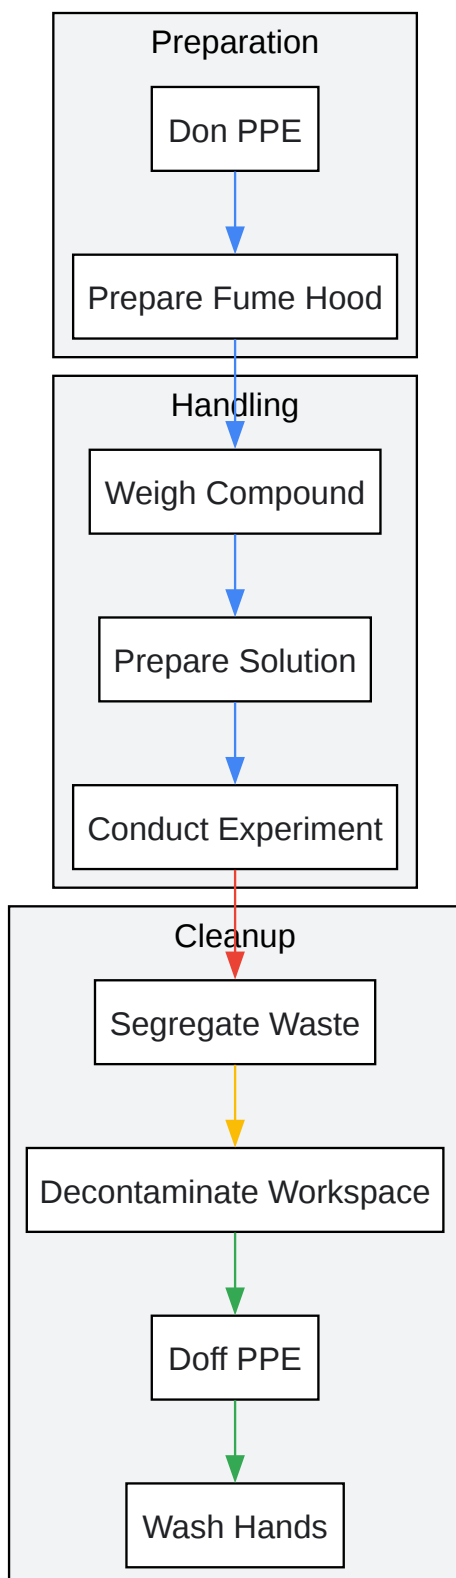 Preparation
Don PPE
Prepare Fume Hood
Handling
Weigh Compound
Prepare Solution
Conduct Experiment
Cleanup
Segregate Waste
Decontaminate Workspace
Doff PPE
Wash Hands